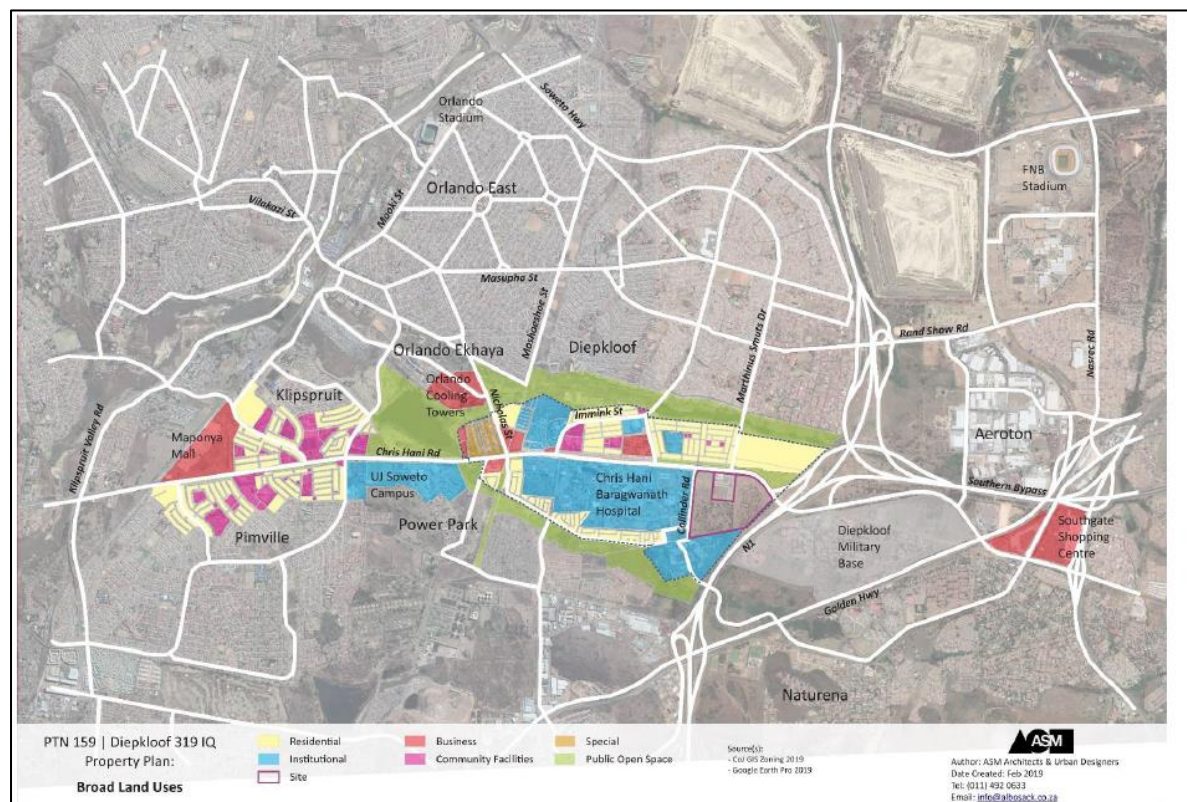 Orlando
Stadium
Soweto Hwy
FNB
Stadium
Orlando East
Mooki St
Vilakazi St
Masupha St
Moshoeshoe St
Rand Show Rd
Nasrec Rd
Orlando Ekhaya
Diepkloof
Marthinus Smuts Dr
Klipspruit
Orlando
Cooling
Towers
Nicholas St
Immink St
Aeroton
Klipspruit Valley Rd
Maponya
Mall
Chris Hani Rd
UJ Soweto
Campus
Chris Hani
Baragwanath
Hospital
Collinder Rd
Southern Bypass
Southgate
Shopping
Centre
Power Park
Pimville
N1
Diepkloof
Military
Base
Golden Hwy
Naturena
PTN 159 | Diepkloof 319 IQ
Property Plan:
Broad Land Uses
Residential
Business
Special
Institutional
Community Facilities
Public Open Space
Site
Source(s):
- CoJ GIS Zoning 2019
- Google Earth Pro 2019
ASM
Author: ASM Architects & Urban Designers
Date Created: Feb 2019
Tel: (011) 492 0633
Email: info@albosack.co.za